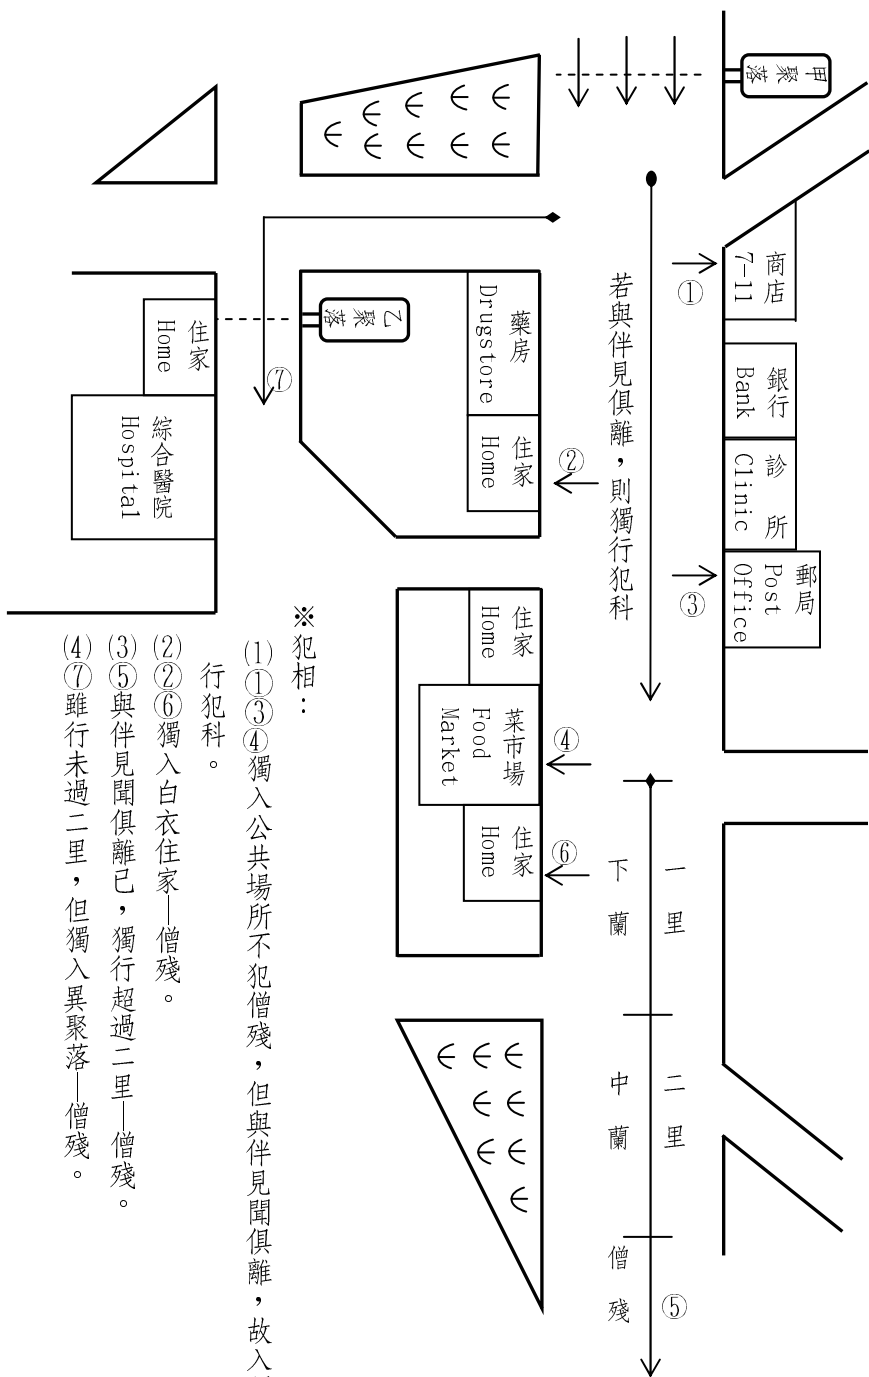 甲聚落
商店
7-11
①
銀行
Bank
診所
Clinic
郵局
Post
Office
③
若與伴見俱離，則獨行犯科
藥房
Drugstore
住家
Home
②
乙聚落
⑦
住家
Home
綜合醫院
Hospital
住家
Home
菜市場
Food
Market
④
住家
Home
⑥
一里
下蘭
二里
中蘭
僧殘
⑤
※犯相：
(1)①③④獨入公共場所不犯僧殘，但與伴見聞俱離，故入
行犯科。
(2)②⑥獨入白衣住家—僧殘。
(3)⑤與伴見聞俱離已，獨行超過二里—僧殘。
(4)⑦雖行未過二里，但獨入異聚落—僧殘。